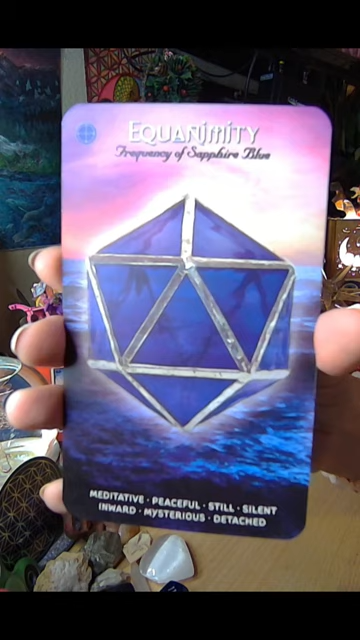 Equanimity
Frequency of Sapphire Blue
MEDITATIVE · PEACEFUL · STILL · SILENT
INWARD · MYSTERIOUS · DETACHED